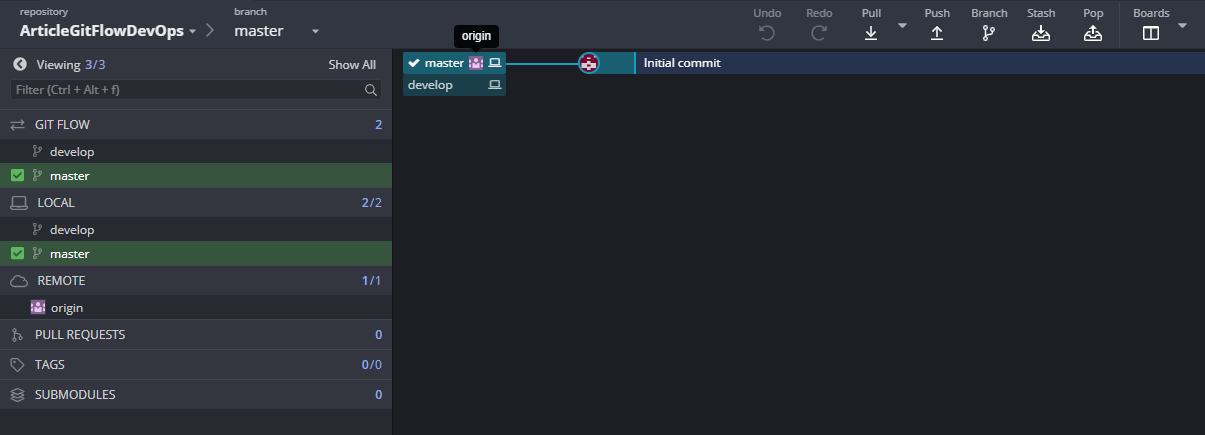 repository
ArticleGitFlowDevOps
branch
master
Undo
Redo
Pull
Push
Branch
Stash
Pop
Boards
origin
Viewing 3/3
Show All
Filter (Ctrl + Alt + f)
master
Initial commit
develop
GIT FLOW 2
develop
master
LOCAL 2/2
develop
master
REMOTE 1/1
origin
PULL REQUESTS 0
TAGS 0/0
SUBMODULES 0